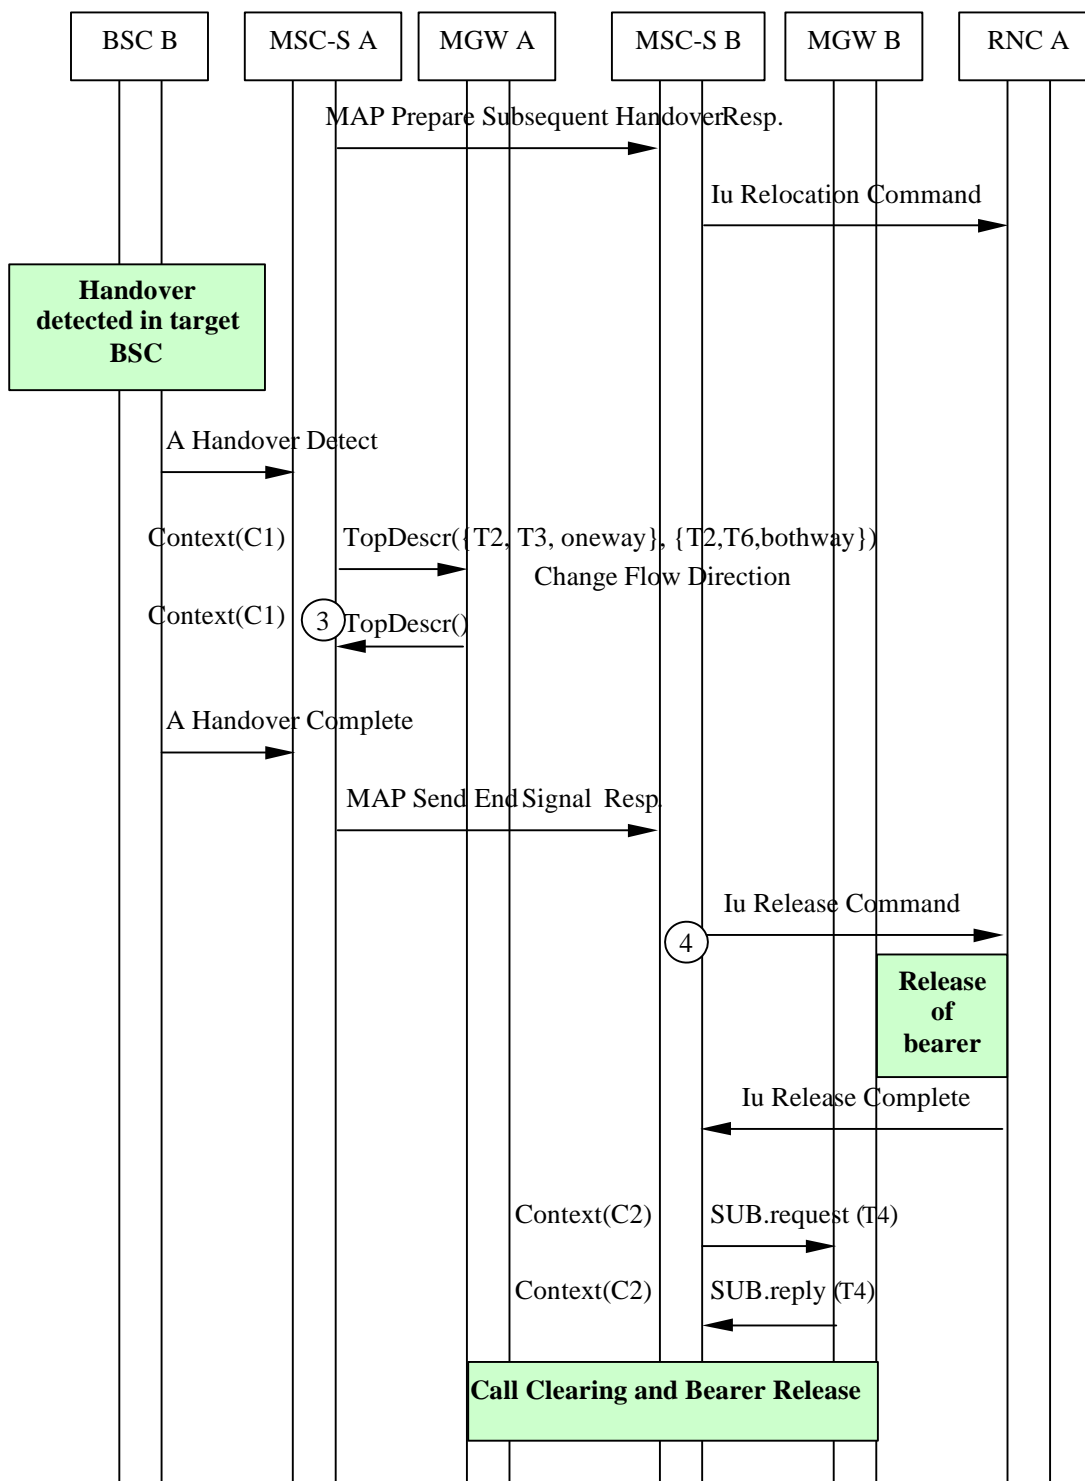 BSC B MSC-S A MGW A MSC-S B MGW B RNC A
MAP Prepare Subsequent HandoverResp.
Iu Relocation Command
Handover
detected in target
BSC
A Handover Detect
Context(C1) TopDescr({T2, T3, oneway}, {T2,T6,bothway})
Change Flow Direction
Context(C1) 3 TopDescr()
A Handover Complete
MAP Send End Signal Resp.
Iu Release Command
4
Release
of
bearer
Iu Release Complete
Context(C2) SUB.request (T4)
Context(C2) SUB.reply (T4)
Call Clearing and Bearer Release